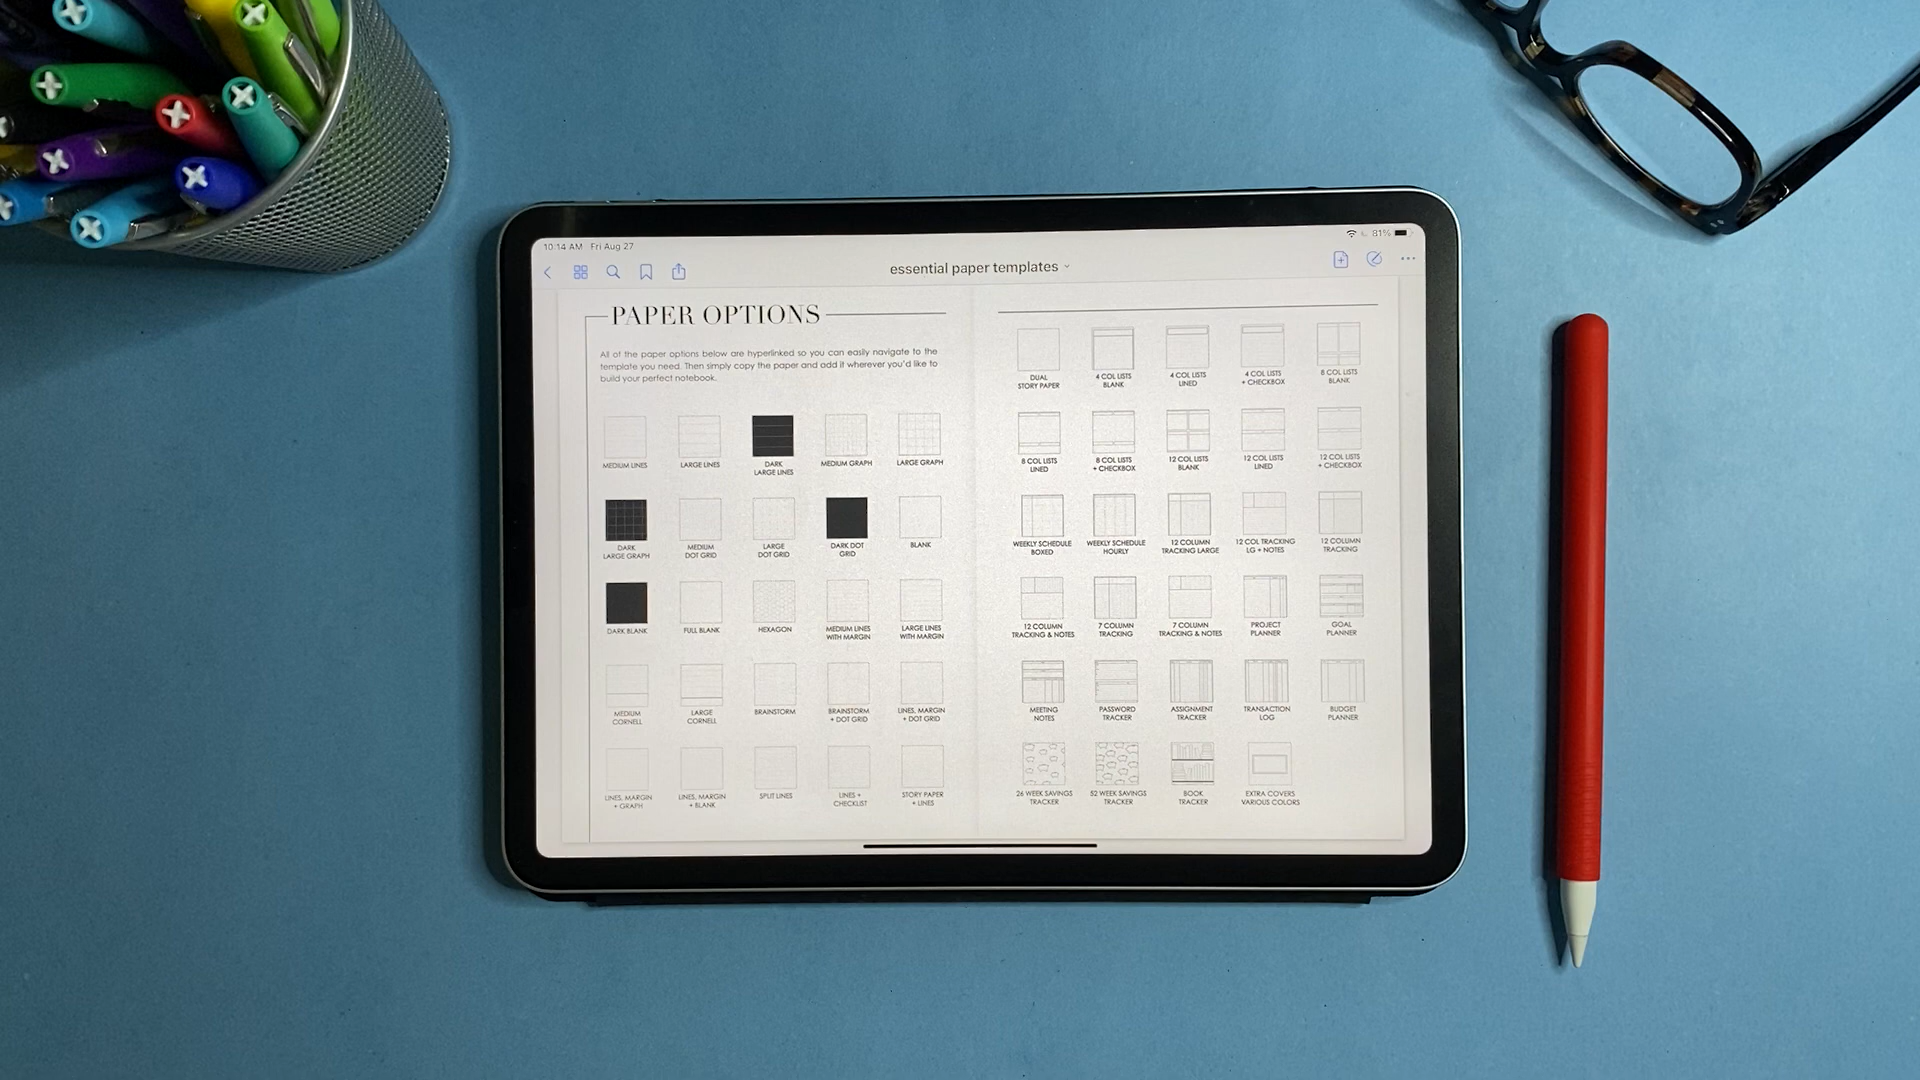 10:14 AM Fri Aug 27
81%
essential paper templates
PAPER OPTIONS
All of the paper options below are hyperlinked so you can easily navigate to the
template you need. Then simply copy the paper and add it wherever you'd like to
build your perfect notebook.
MEDIUM LINES
LARGE LINES
DARK
LARGE LINES
MEDIUM GRAPH
LARGE GRAPH
DARK
LARGE GRAPH
MEDIUM
DOT GRID
LARGE
DOT GRID
DARK DOT
GRID
BLANK
DARK BLANK
FULL BLANK
HEXAGON
MEDIUM LINES
WITH MARGIN
LARGE LINES
WITH MARGIN
MEDIUM
CORNELL
LARGE
CORNELL
BRAINSTORM
BRAINSTORM
+ DOT GRID
LINES, MARGIN
+ DOT GRID
LINES, MARGIN
+ GRAPH
LINES, MARGIN
+ BLANK
SPLIT LINES
LINES +
CHECKLIST
STORY PAPER
+ LINES
DUAL
STORY PAPER
4 COL LISTS
BLANK
4 COL LISTS
LINED
4 COL LISTS
+ CHECKBOX
8 COL LISTS
BLANK
8 COL LISTS
LINED
8 COL LISTS
+ CHECKBOX
12 COL LISTS
BLANK
12 COL LISTS
LINED
12 COL LISTS
+ CHECKBOX
WEEKLY SCHEDULE
BOXED
WEEKLY SCHEDULE
HOURLY
12 COLUMN
TRACKING LARGE
12 COL TRACKING
LG + NOTES
12 COLUMN
TRACKING
12 COLUMN
TRACKING & NOTES
7 COLUMN
TRACKING
7 COLUMN
TRACKING & NOTES
PROJECT
PLANNER
GOAL
PLANNER
MEETING
NOTES
PASSWORD
TRACKER
ASSIGNMENT
TRACKER
TRANSACTION
LOG
BUDGET
PLANNER
26 WEEK SAVINGS
TRACKER
52 WEEK SAVINGS
TRACKER
BOOK
TRACKER
EXTRA COVERS
VARIOUS COLORS